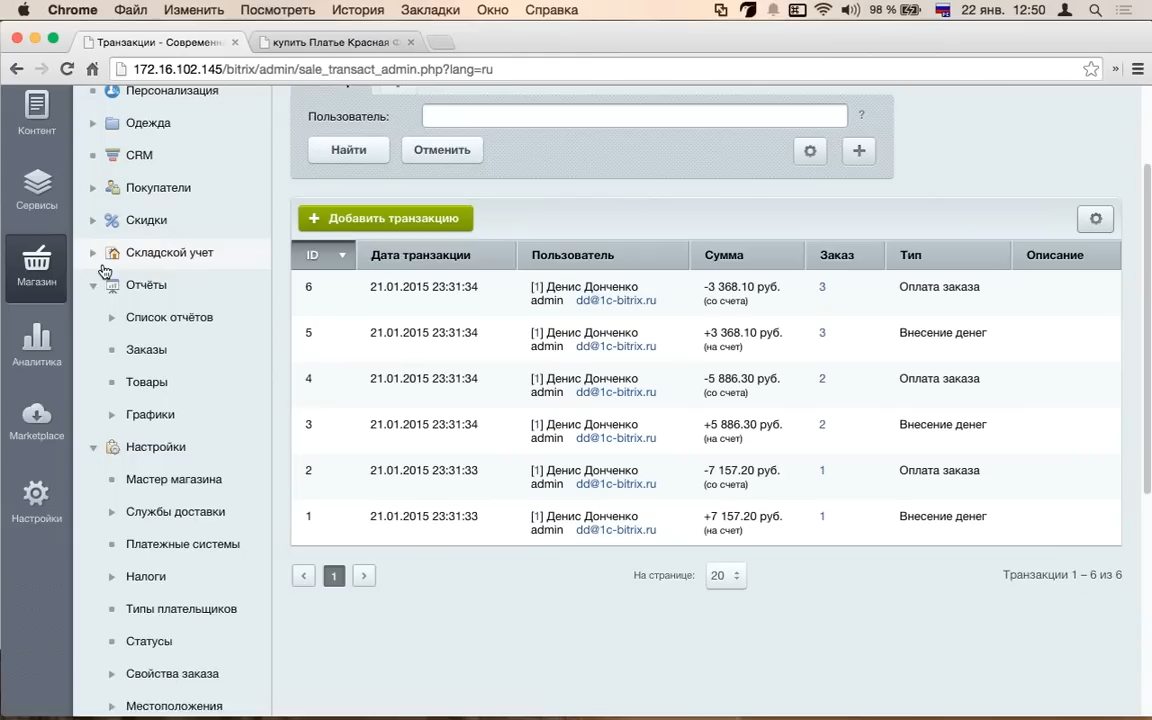 Chrome Файл Изменить Посмотреть История Закладки Окно Справка 98 % 22 янв. 12:50
Транзакции - Современн
купить Платье Красная Ф
172.16.102.145/bitrix/admin/sale_transact_admin.php?lang=ru
Контент
Сервисы
Магазин
Аналитика
Marketplace
Настройки
Персонализация
Одежда
CRM
Покупатели
Скидки
Складской учет
Отчёты
Список отчётов
Заказы
Товары
Графики
Настройки
Мастер магазина
Службы доставки
Платежные системы
Налоги
Типы плательщиков
Статусы
Свойства заказа
Местоположения
Пользователь: ?
Найти Отменить
+ Добавить транзакцию
ID Дата транзакции Пользователь Сумма Заказ Тип Описание
6 21.01.2015 23:31:34 [1] Денис Донченко -3 368.10 руб. 3 Оплата заказа
admin dd@1c-bitrix.ru (со счета)
5 21.01.2015 23:31:34 [1] Денис Донченко +3 368.10 руб. 3 Внесение денег
admin dd@1c-bitrix.ru (на счет)
4 21.01.2015 23:31:34 [1] Денис Донченко -5 886.30 руб. 2 Оплата заказа
admin dd@1c-bitrix.ru (со счета)
3 21.01.2015 23:31:34 [1] Денис Донченко +5 886.30 руб. 2 Внесение денег
admin dd@1c-bitrix.ru (на счет)
2 21.01.2015 23:31:33 [1] Денис Донченко -7 157.20 руб. 1 Оплата заказа
admin dd@1c-bitrix.ru (со счета)
1 21.01.2015 23:31:33 [1] Денис Донченко +7 157.20 руб. 1 Внесение денег
admin dd@1c-bitrix.ru (на счет)
1 На странице: 20 Транзакции 1 – 6 из 6